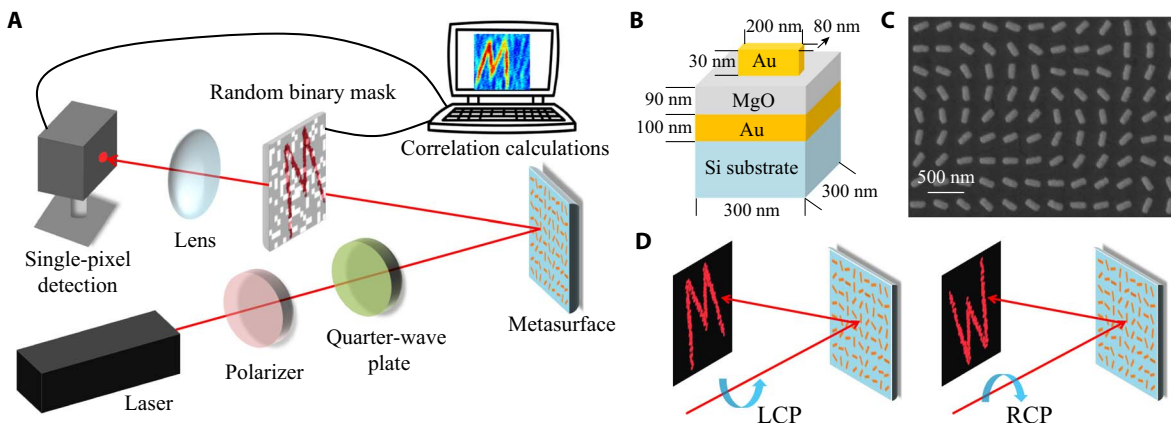 A
Random binary mask
M
Correlation calculations
M
Single-pixel
detection
Lens
Laser
Polarizer
Quarter-wave
plate
Metasurface
B
200 nm
80 nm
30 nm
Au
90 nm
MgO
100 nm
Au
Si substrate
300 nm
300 nm
C
500 nm
D
M
LCP
W
RCP